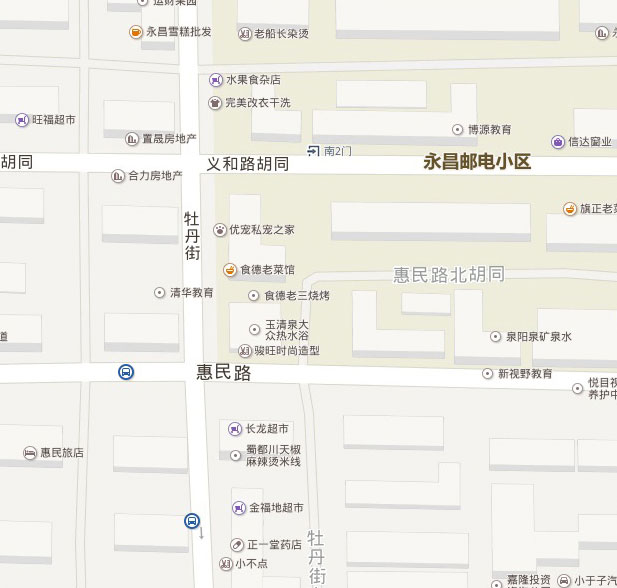 运财果园
永昌雪糕批发
老船长染烫
永
水果食杂店
完美改衣干洗
旺福超市
博源教育
置晟房地产
信达窗业
南2门
胡同
义和路胡同
永昌邮电小区
合力房地产
旗正老菜
牡丹街
优宠私宠之家
食德老菜馆
惠民路北胡同
清华教育
食德老三烧烤
玉清泉大
众热水浴
道
泉阳泉矿泉水
骏旺时尚造型
惠民路
新视野教育
悦目视
养护中
长龙超市
惠民旅店
蜀都川天椒
麻辣烫米线
金福地超市
正一堂药店
牡丹街
小不点
嘉隆投资
小于子汽